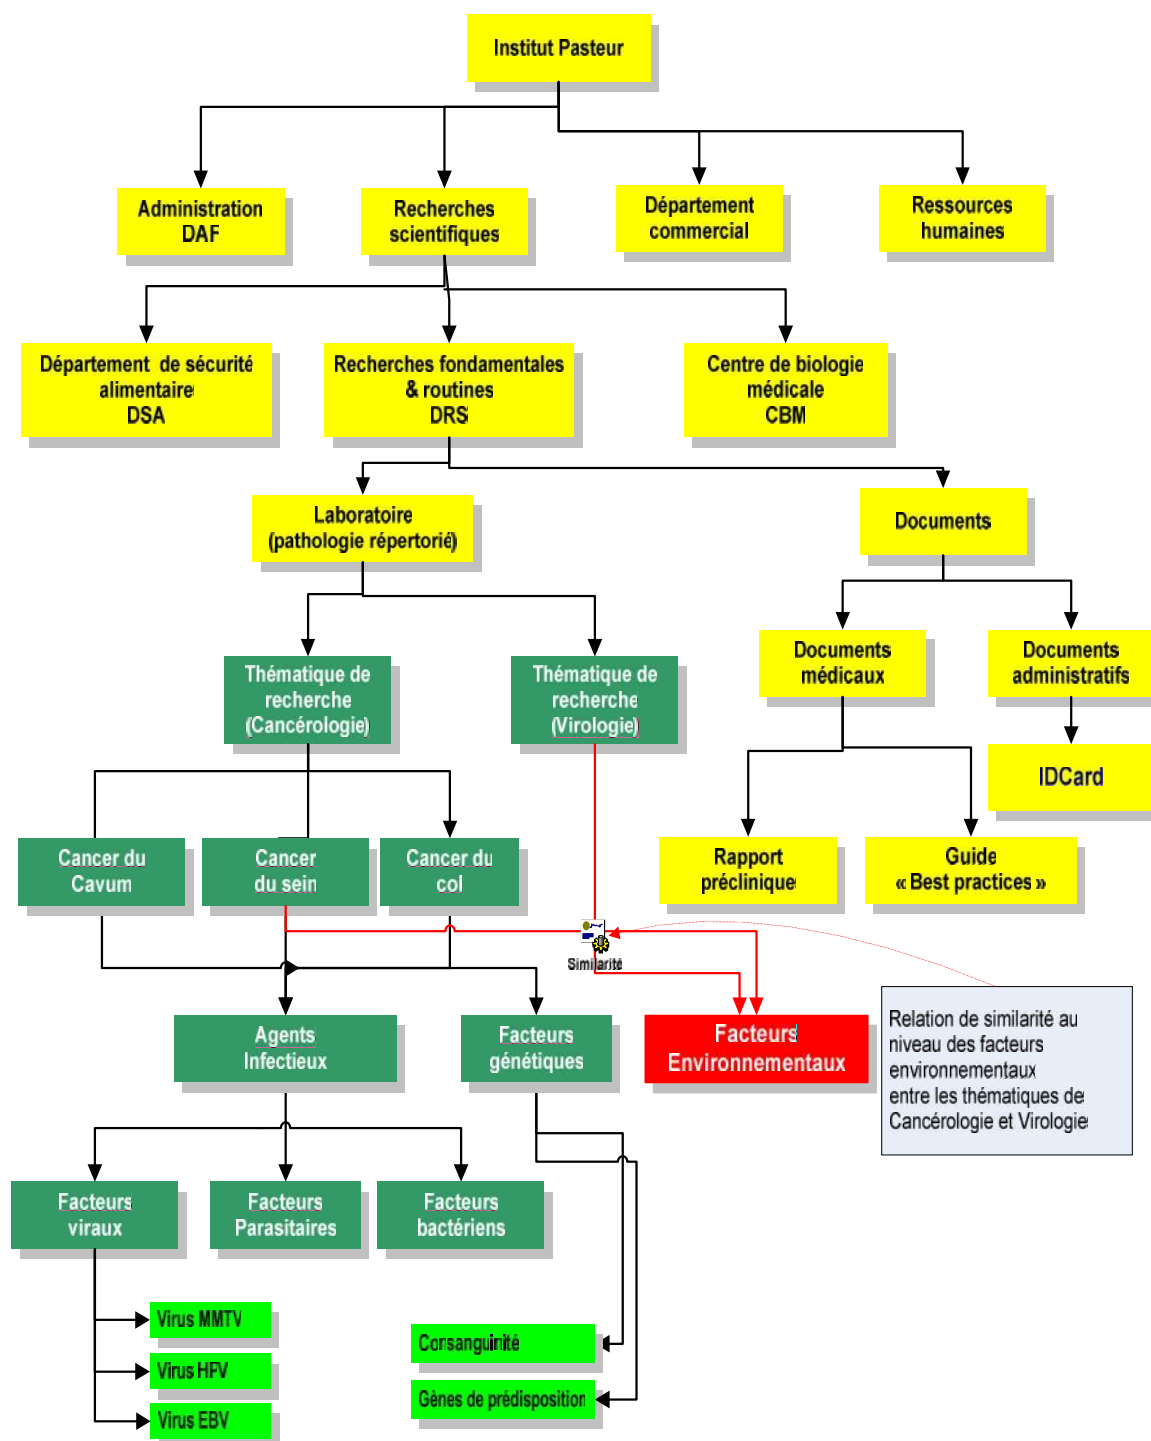 Institut Pasteur
Administration
DAF
Recherches
scientifiques
Département
commercial
Ressources
humaines
Département de sécurité
alimentaire
DSA
Recherches fondamentales
& routines
DRS
Centre de biologie
médicale
CBM
Laboratoire
(pathologie répertorié)
Documents
Thématique de
recherche
(Cancérologie)
Thématique de
recherche
(Virologie)
Documents
médicaux
Documents
administratifs
IDCard
Cancer du
Cavum
Cancer
du sein
Cancer du
col
Rapport
préclinique
Guide
« Best practices »
Similarité
Agents
Infectieux
Facteurs
génétiques
Facteurs
Environnementaux
Relation de similarité au
niveau des facteurs
environnementaux
entre les thématiques de
Cancérologie et Virologie
Facteurs
viraux
Facteurs
Parasitaires
Facteurs
bactériens
Virus MMTV
Virus HPV
Virus EBV
Consanguinité
Gènes de prédisposition